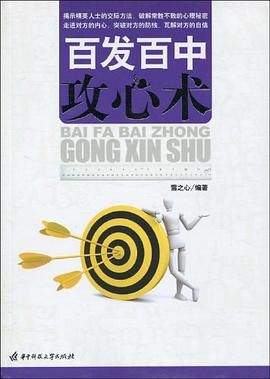 揭示精英人士的交际方法，破解常胜不败的心理秘密
走进对方的内心，突破对方的防线，瓦解对方的自信
百发百中
攻心术
BAI FA BAI ZHONG
GONG XIN SHU
雪之心/编著
华中科技大学出版社